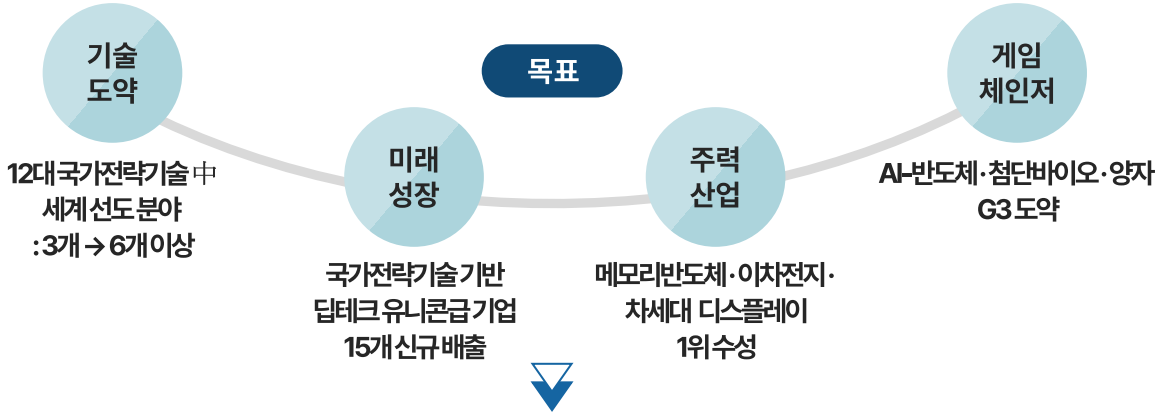 목표
기술
도약
12대 국가전략기술 中
세계 선도 분야
: 3개 → 6개 이상
미래
성장
국가전략기술 기반
딥테크 유니콘급 기업
15개 신규 배출
주력
산업
메모리반도체·이차전지·
차세대 디스플레이
1위 수성
게임
체인저
AI-반도체·첨단바이오·양자
G3 도약